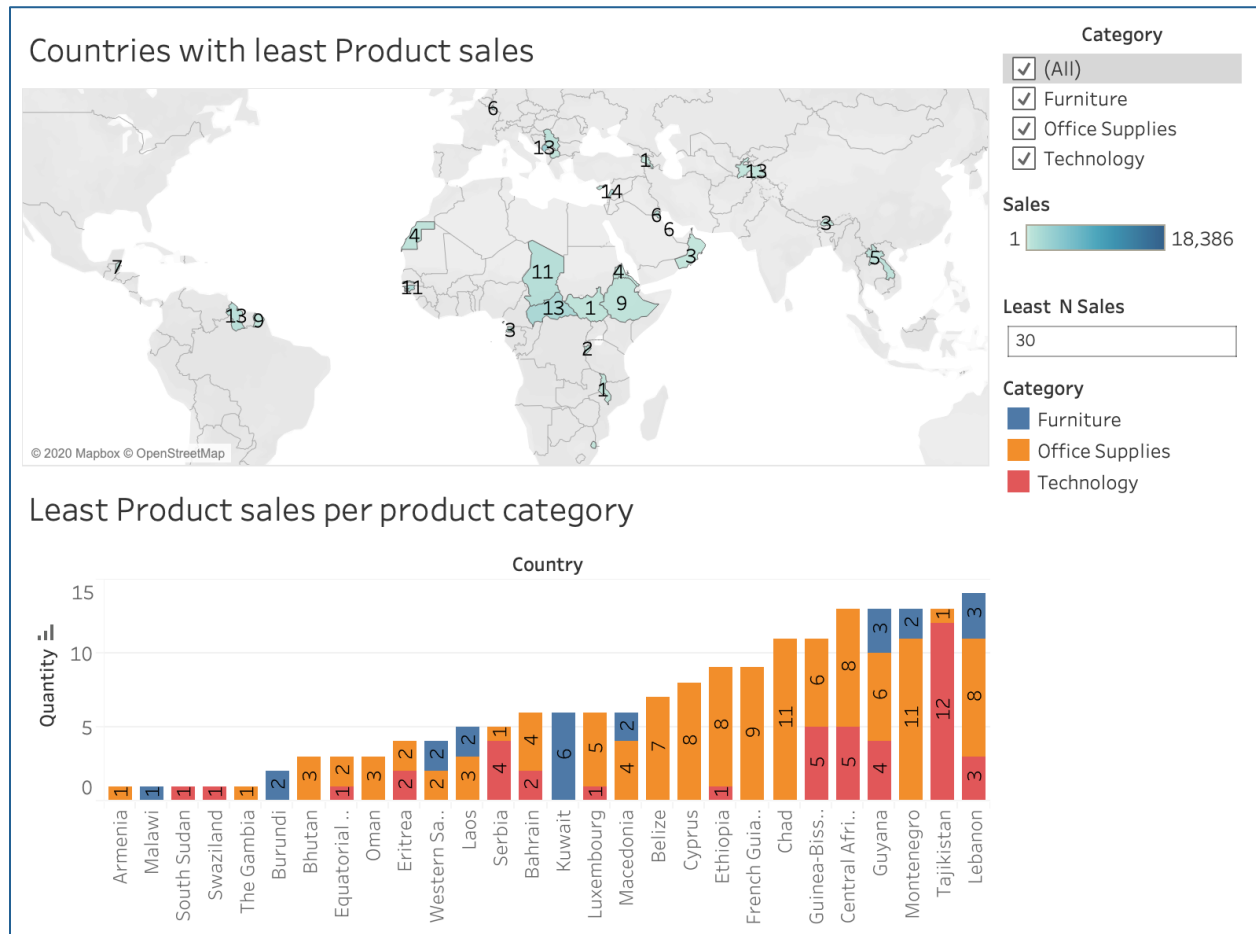 Countries with least Product sales
6
13
1
13
14
6
6
3
4
3
4
5
7
11
11
13
1
9
13
9
3
2
1
© 2020 Mapbox © OpenStreetMap
Category
(All)
Furniture
Office Supplies
Technology
Sales
1
18,386
Least N Sales
30
Category
Furniture
Office Supplies
Technology
Least Product sales per product category
Country
Quantity
15
10
5
0
1
1
1
1
1
2
3
2
1
3
2
2
2
2
2
3
1
4
4
2
6
5
1
2
4
7
8
8
1
9
11
6
5
8
5
3
6
4
2
11
1
12
3
8
3
Armenia
Malawi
South Sudan
Swaziland
The Gambia
Burundi
Bhutan
Equatorial ..
Oman
Eritrea
Western Sa..
Laos
Serbia
Bahrain
Kuwait
Luxembourg
Macedonia
Belize
Cyprus
Ethiopia
French Guia..
Chad
Guinea-Biss..
Central Afri..
Guyana
Montenegro
Tajikistan
Lebanon